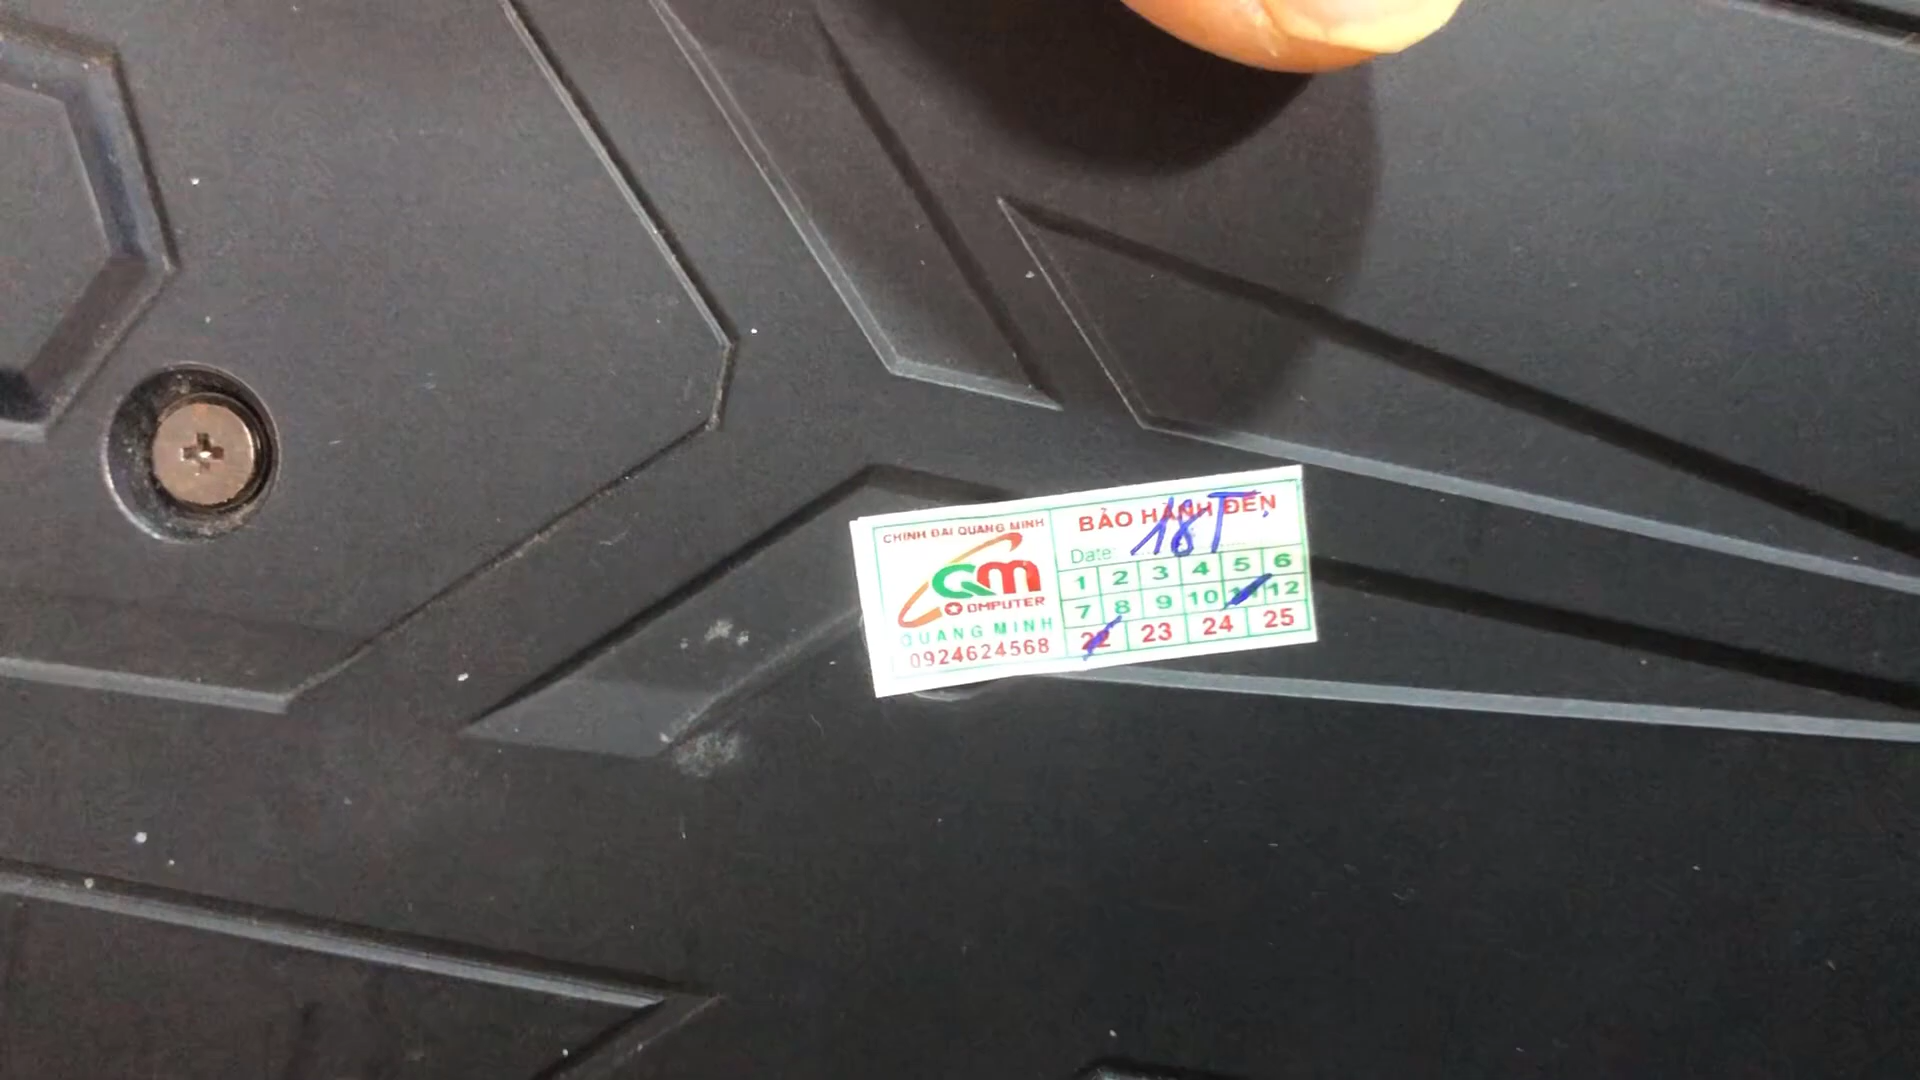 CHÍNH ĐẠI QUANG MINH
QM
COMPUTER
QUANG MINH
0924624568
BẢO HÀNH ĐẾN
Date: 18T
1 2 3 4 5 6
7 8 9 10 11 12
22 23 24 25